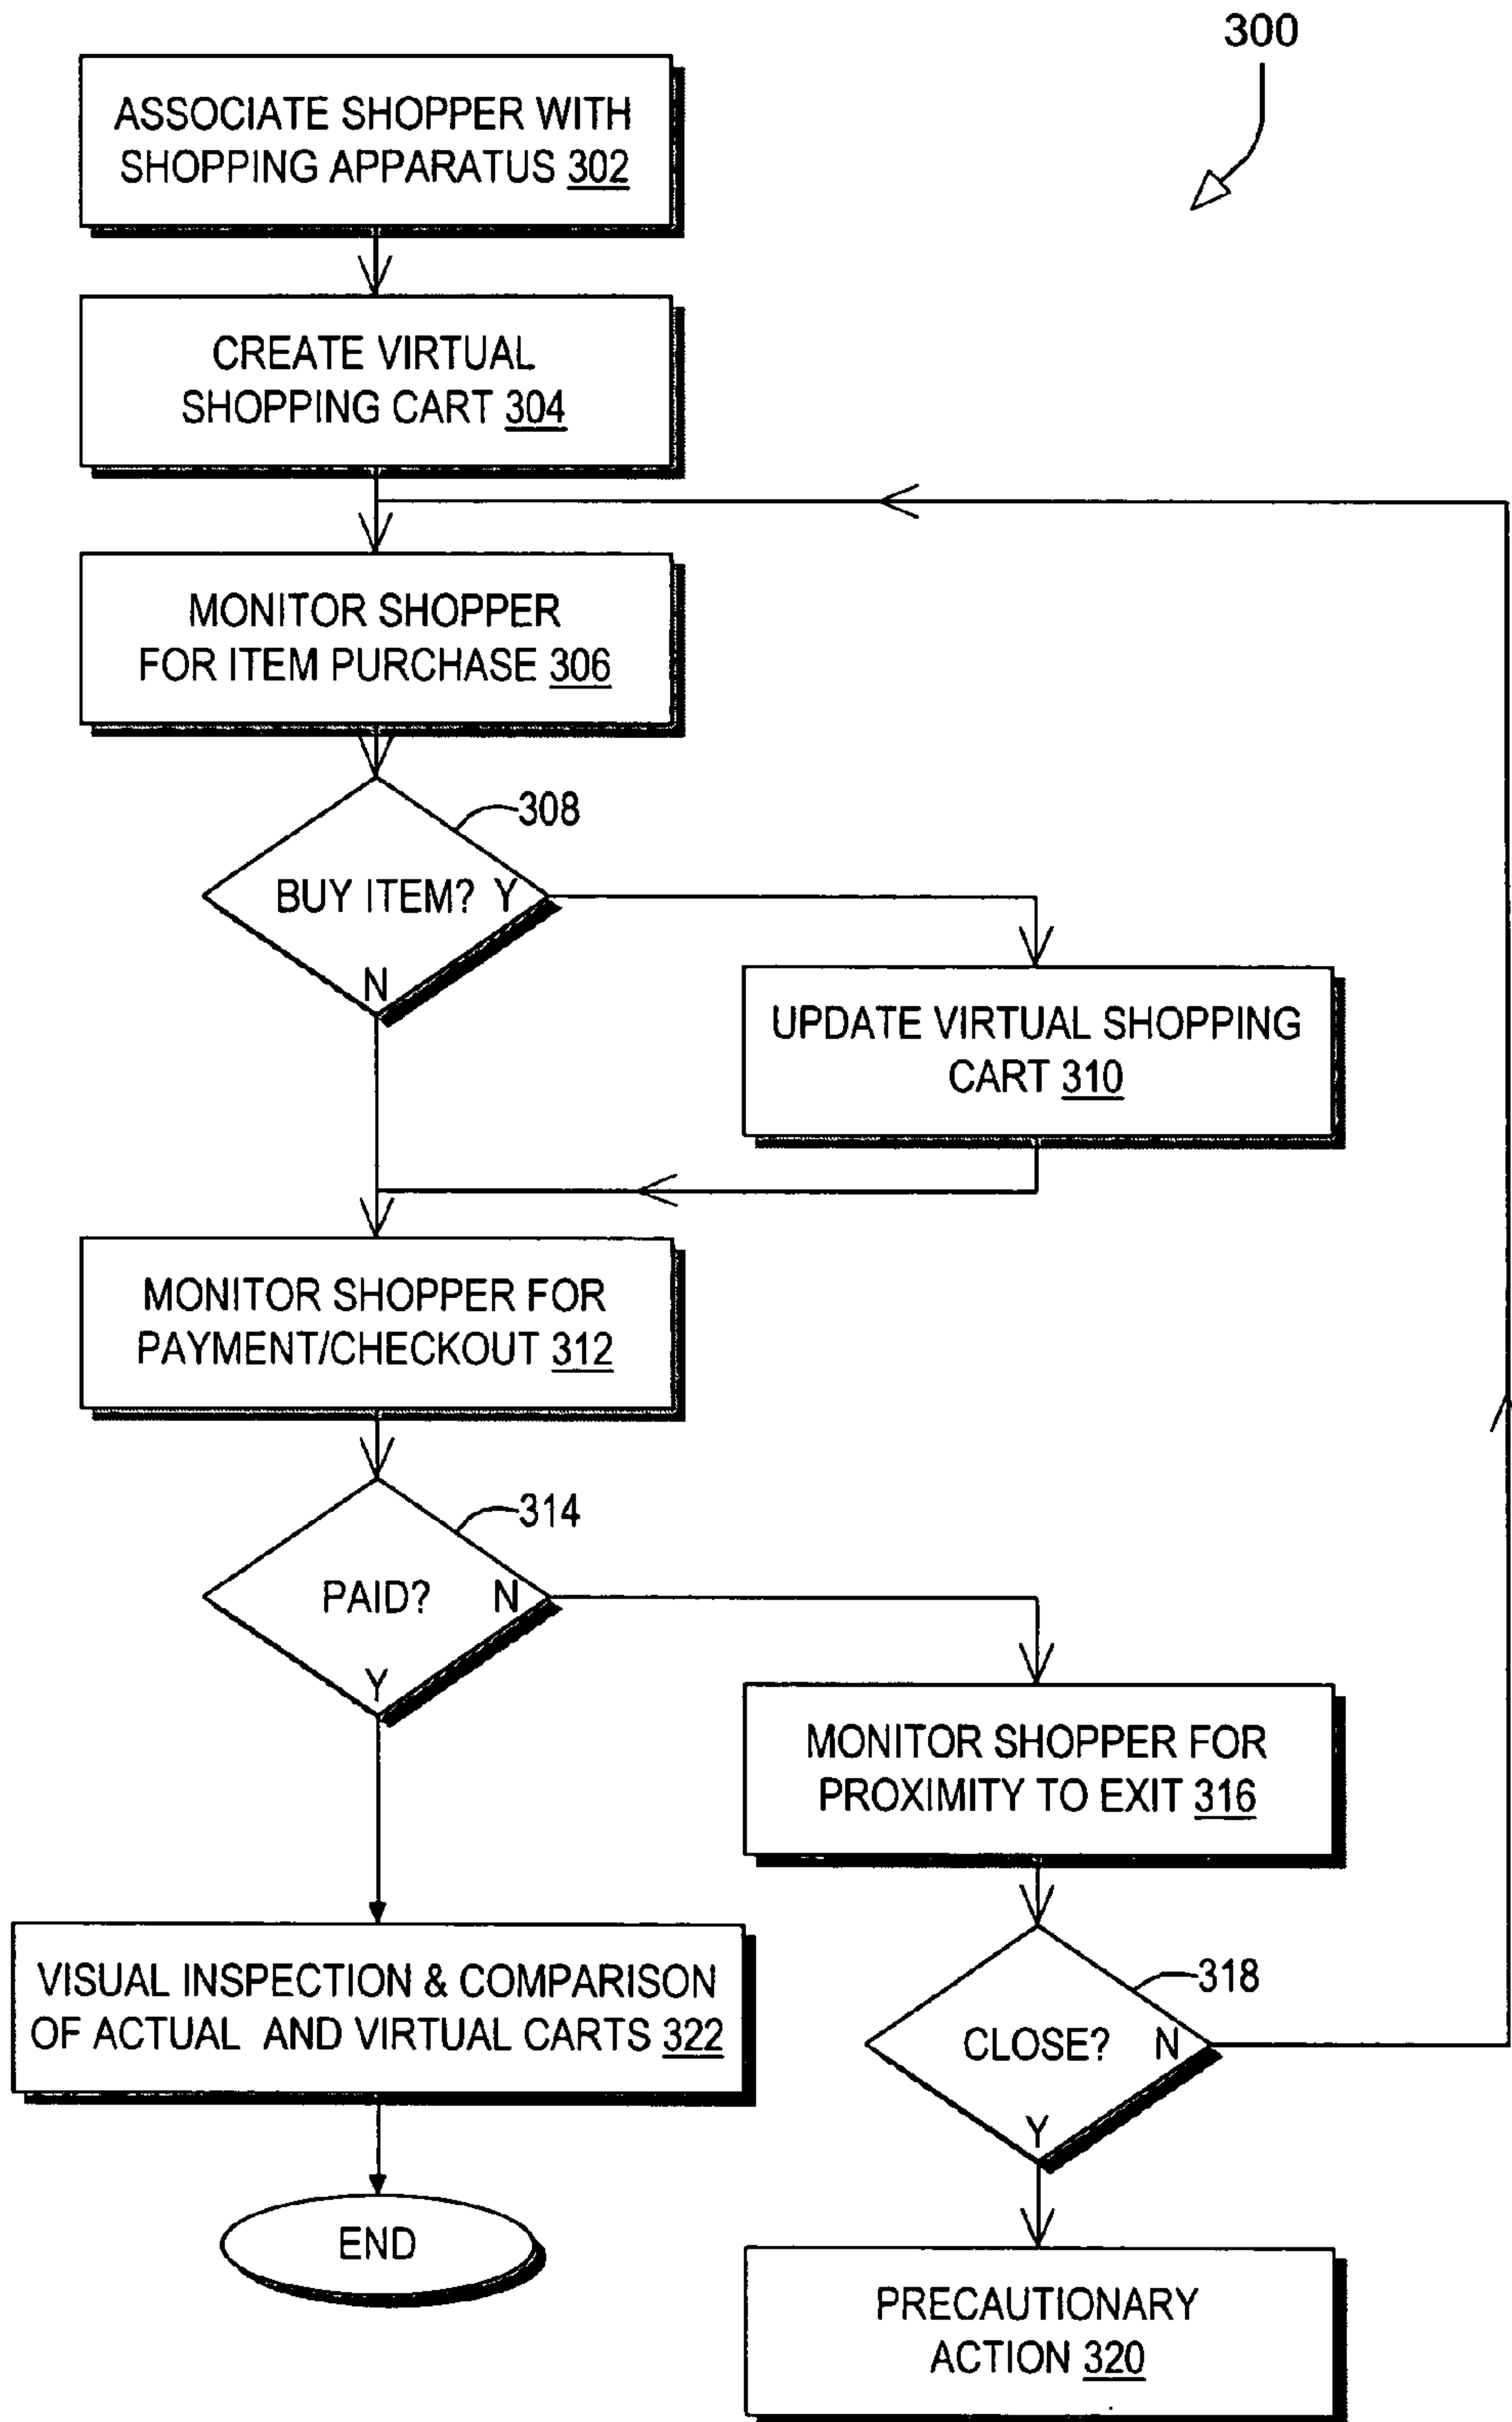 300
ASSOCIATE SHOPPER WITH
SHOPPING APPARATUS 302
CREATE VIRTUAL
SHOPPING CART 304
MONITOR SHOPPER
FOR ITEM PURCHASE 306
308
BUY ITEM? Y
N
UPDATE VIRTUAL SHOPPING
CART 310
MONITOR SHOPPER FOR
PAYMENT/CHECKOUT 312
314
PAID? N
Y
MONITOR SHOPPER FOR
PROXIMITY TO EXIT 316
VISUAL INSPECTION & COMPARISON
OF ACTUAL AND VIRTUAL CARTS 322
318
CLOSE? N
Y
END
PRECAUTIONARY
ACTION 320